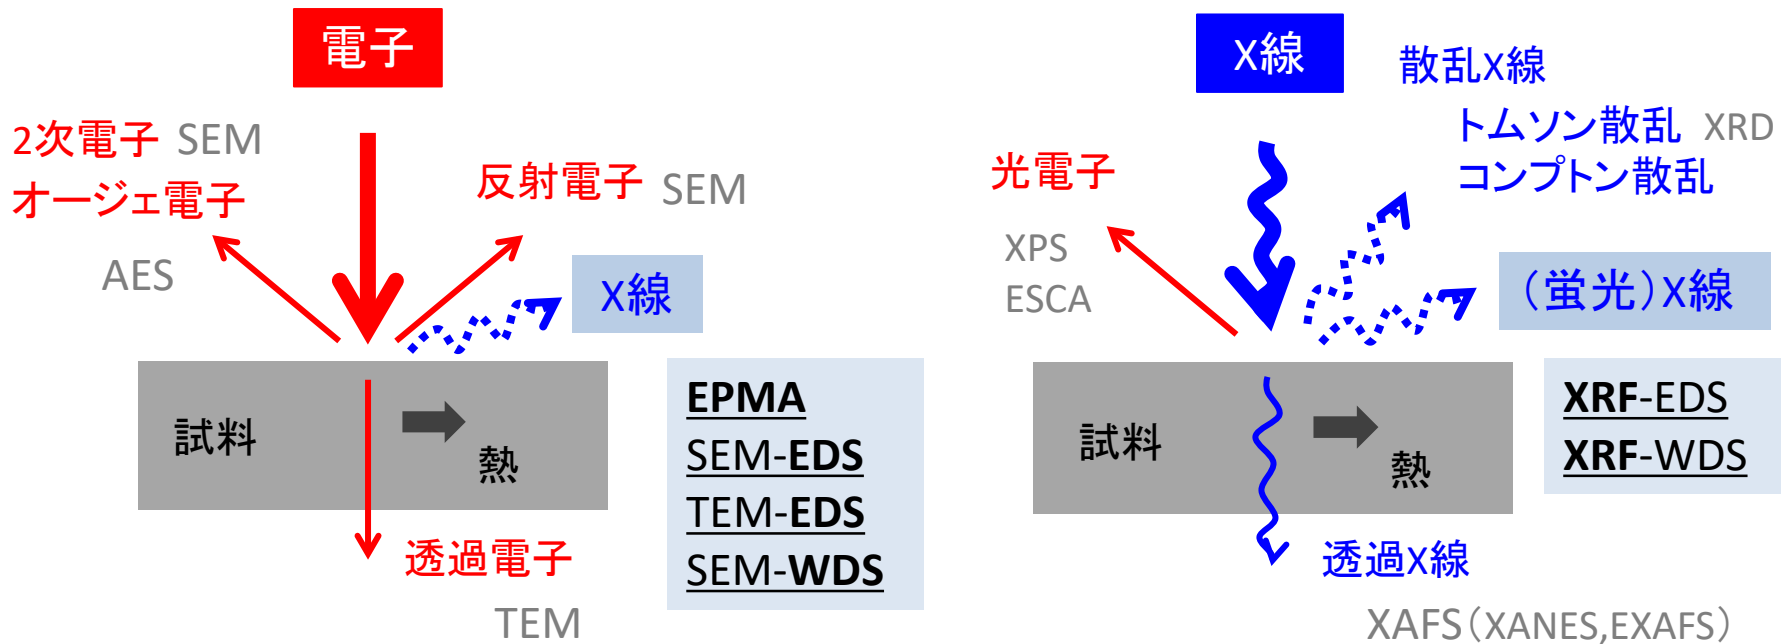 電子
2次電子 SEM
オージェ電子
AES
反射電子 SEM
X線
試料
熱
透過電子
TEM
EPMA
SEM-EDS
TEM-EDS
SEM-WDS
X線
散乱X線
トムソン散乱 XRD
コンプトン散乱
光電子
XPS
ESCA
（蛍光）X線
試料
熱
XRF-EDS
XRF-WDS
透過X線
XAFS（XANES,EXAFS）